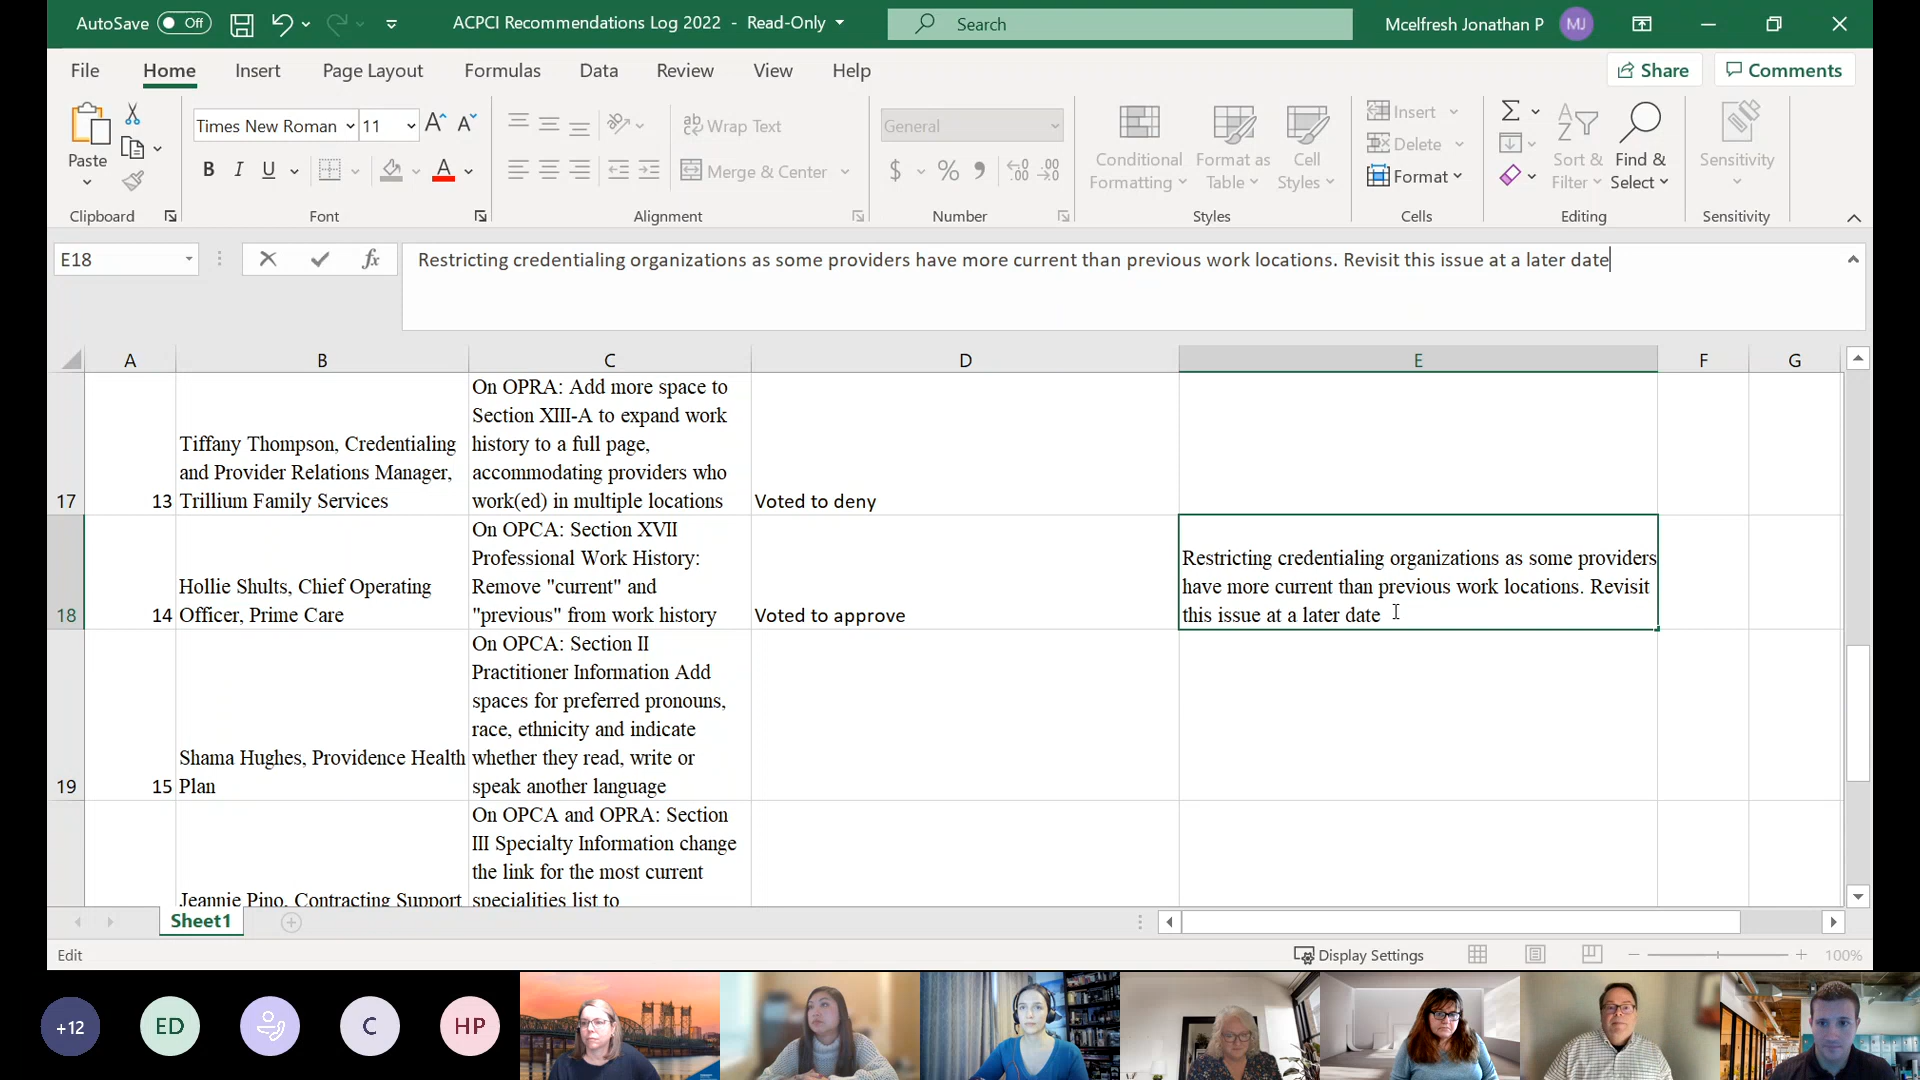 AutoSave Off ACPCI Recommendations Log 2022 - Read-Only Search Mcelfresh Jonathan P MJ
File Home Insert Page Layout Formulas Data Review View Help Share Comments
Paste
Times New Roman 11
B I U
Wrap Text
Merge & Center
General
$ %
Conditional Formatting
Format as Table
Cell Styles
Insert
Delete
Format
Sort & Filter
Find & Select
Sensitivity
Clipboard Font Alignment Number Styles Cells Editing Sensitivity
E18 fx Restricting credentialing organizations as some providers have more current than previous work locations. Revisit this issue at a later date
A B C D E F G
17
13
Tiffany Thompson, Credentialing
and Provider Relations Manager,
Trillium Family Services
On OPRA: Add more space to
Section XIII-A to expand work
history to a full page,
accommodating providers who
work(ed) in multiple locations
Voted to deny
18
14
Hollie Shults, Chief Operating
Officer, Prime Care
On OPCA: Section XVII
Professional Work History:
Remove "current" and
"previous" from work history
Voted to approve
Restricting credentialing organizations as some providers
have more current than previous work locations. Revisit
this issue at a later date
19
15
Shama Hughes, Providence Health
Plan
On OPCA: Section II
Practitioner Information Add
spaces for preferred pronouns,
race, ethnicity and indicate
whether they read, write or
speak another language
Jeannie Pino, Contracting Support
On OPCA and OPRA: Section
III Specialty Information change
the link for the most current
specialities list to
Sheet1
Edit Display Settings 100%
+12 ED C HP